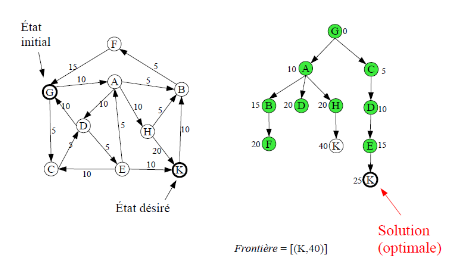 État
initial
F
15
5
G
10
A
5
B
10
10
5
10
D
H
5
5
5
20
10
C
10
E
10
K
État désiré
G 0
10 A
C 5
15 B
20 D
20 H
D 10
20 F
40 K
E 15
25 K
Solution
(optimale)
Frontière = [(K,40)]